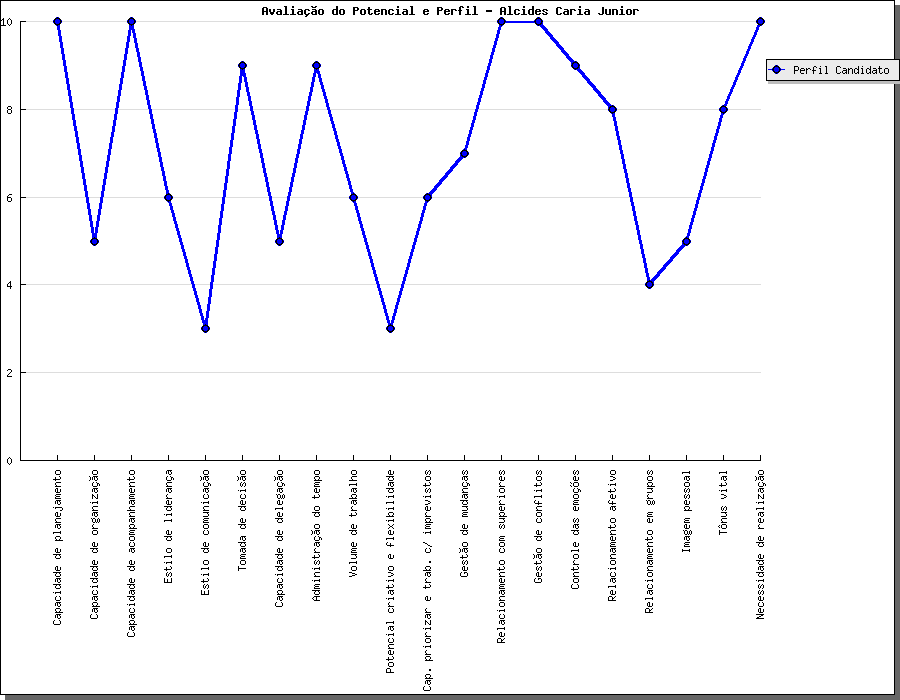 Avaliação do Potencial e Perfil - Alcides Caria Junior
10
8
6
4
2
0
Perfil Candidato
Capacidade de planejamento
Capacidade de organização
Capacidade de acompanhamento
Estilo de liderança
Estilo de comunicação
Tomada de decisão
Capacidade de delegação
Administração do tempo
Volume de trabalho
Potencial criativo e flexibilidade
Cap. priorizar e trab. c/ imprevistos
Gestão de mudanças
Relacionamento com superiores
Gestão de conflitos
Controle das emoções
Relacionamento afetivo
Relacionamento em grupos
Imagem pessoal
Tônus vital
Necessidade de realização